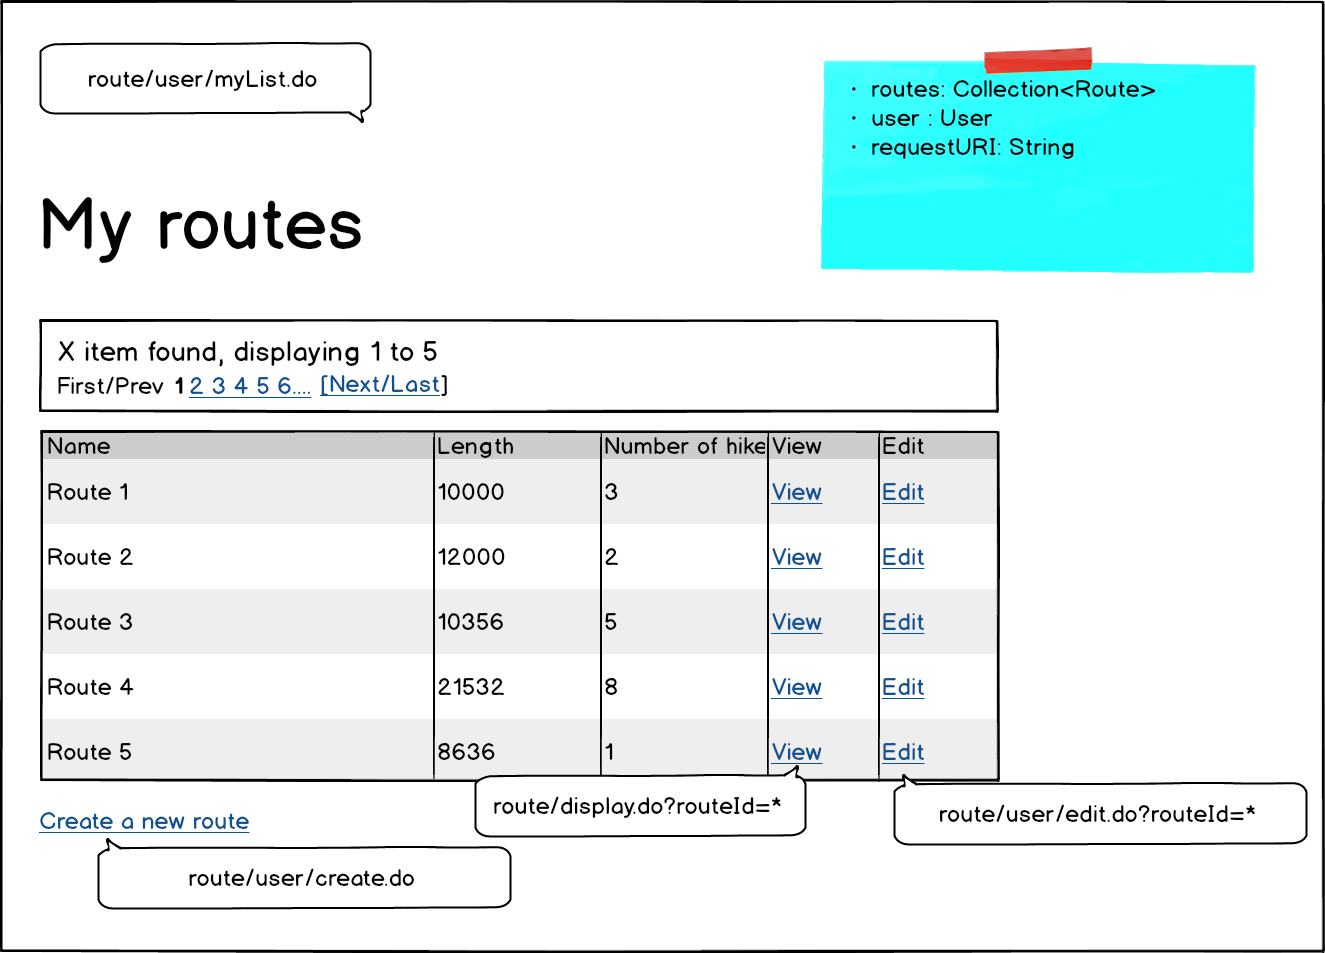 route/user/myList.do
· routes: Collection<Route>
· user : User
· requestURI: String
My routes
X item found, displaying 1 to 5
First/Prev 1 2 3 4 5 6.... [Next/Last]
Name Length Number of hike View Edit
Route 1 10000 3 View Edit
Route 2 12000 2 View Edit
Route 3 10356 5 View Edit
Route 4 21532 8 View Edit
Route 5 8636 1 View Edit
route/display.do?routeId=*
route/user/edit.do?routeId=*
Create a new route
route/user/create.do